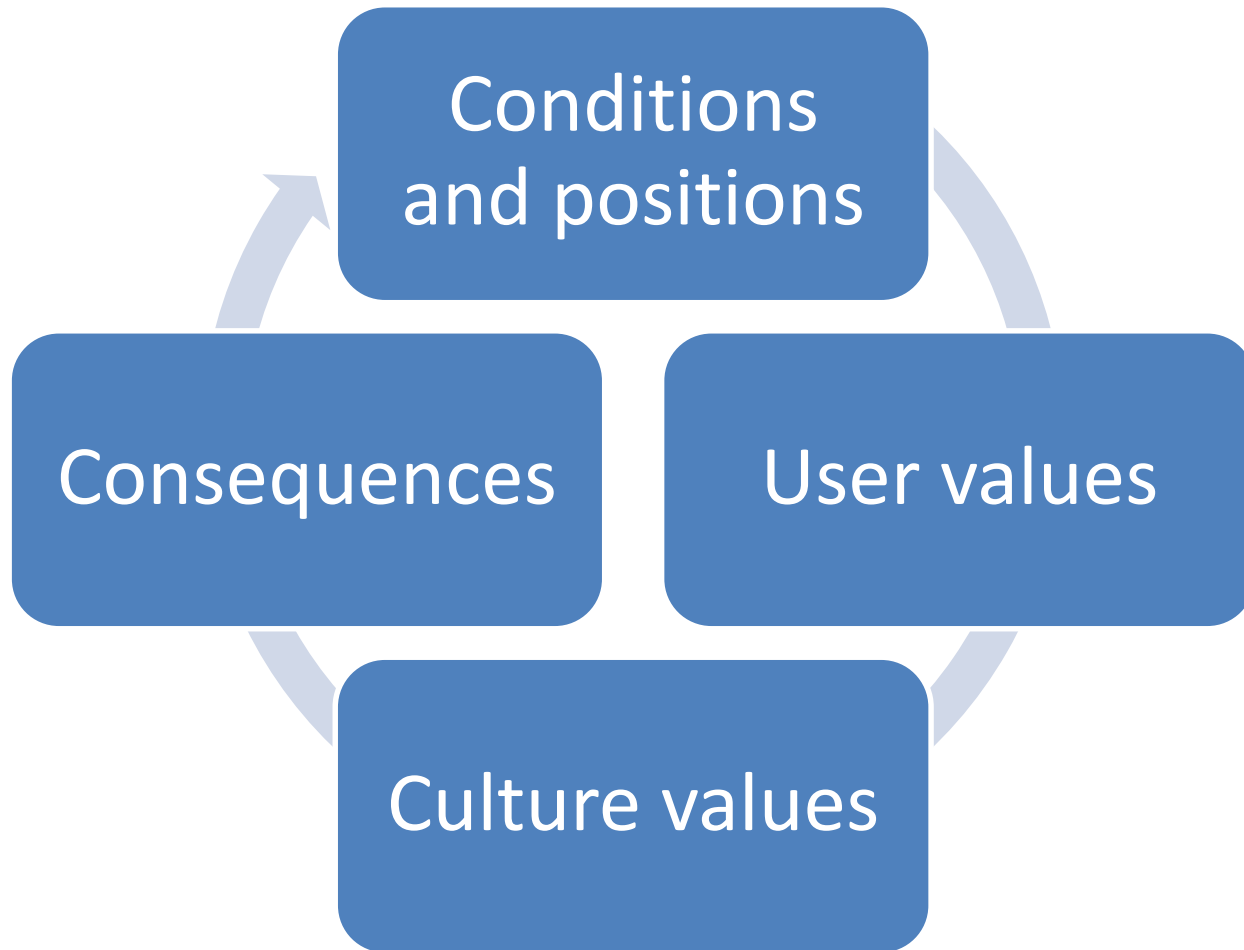 Conditions
and positions
User values
Culture values
Consequences